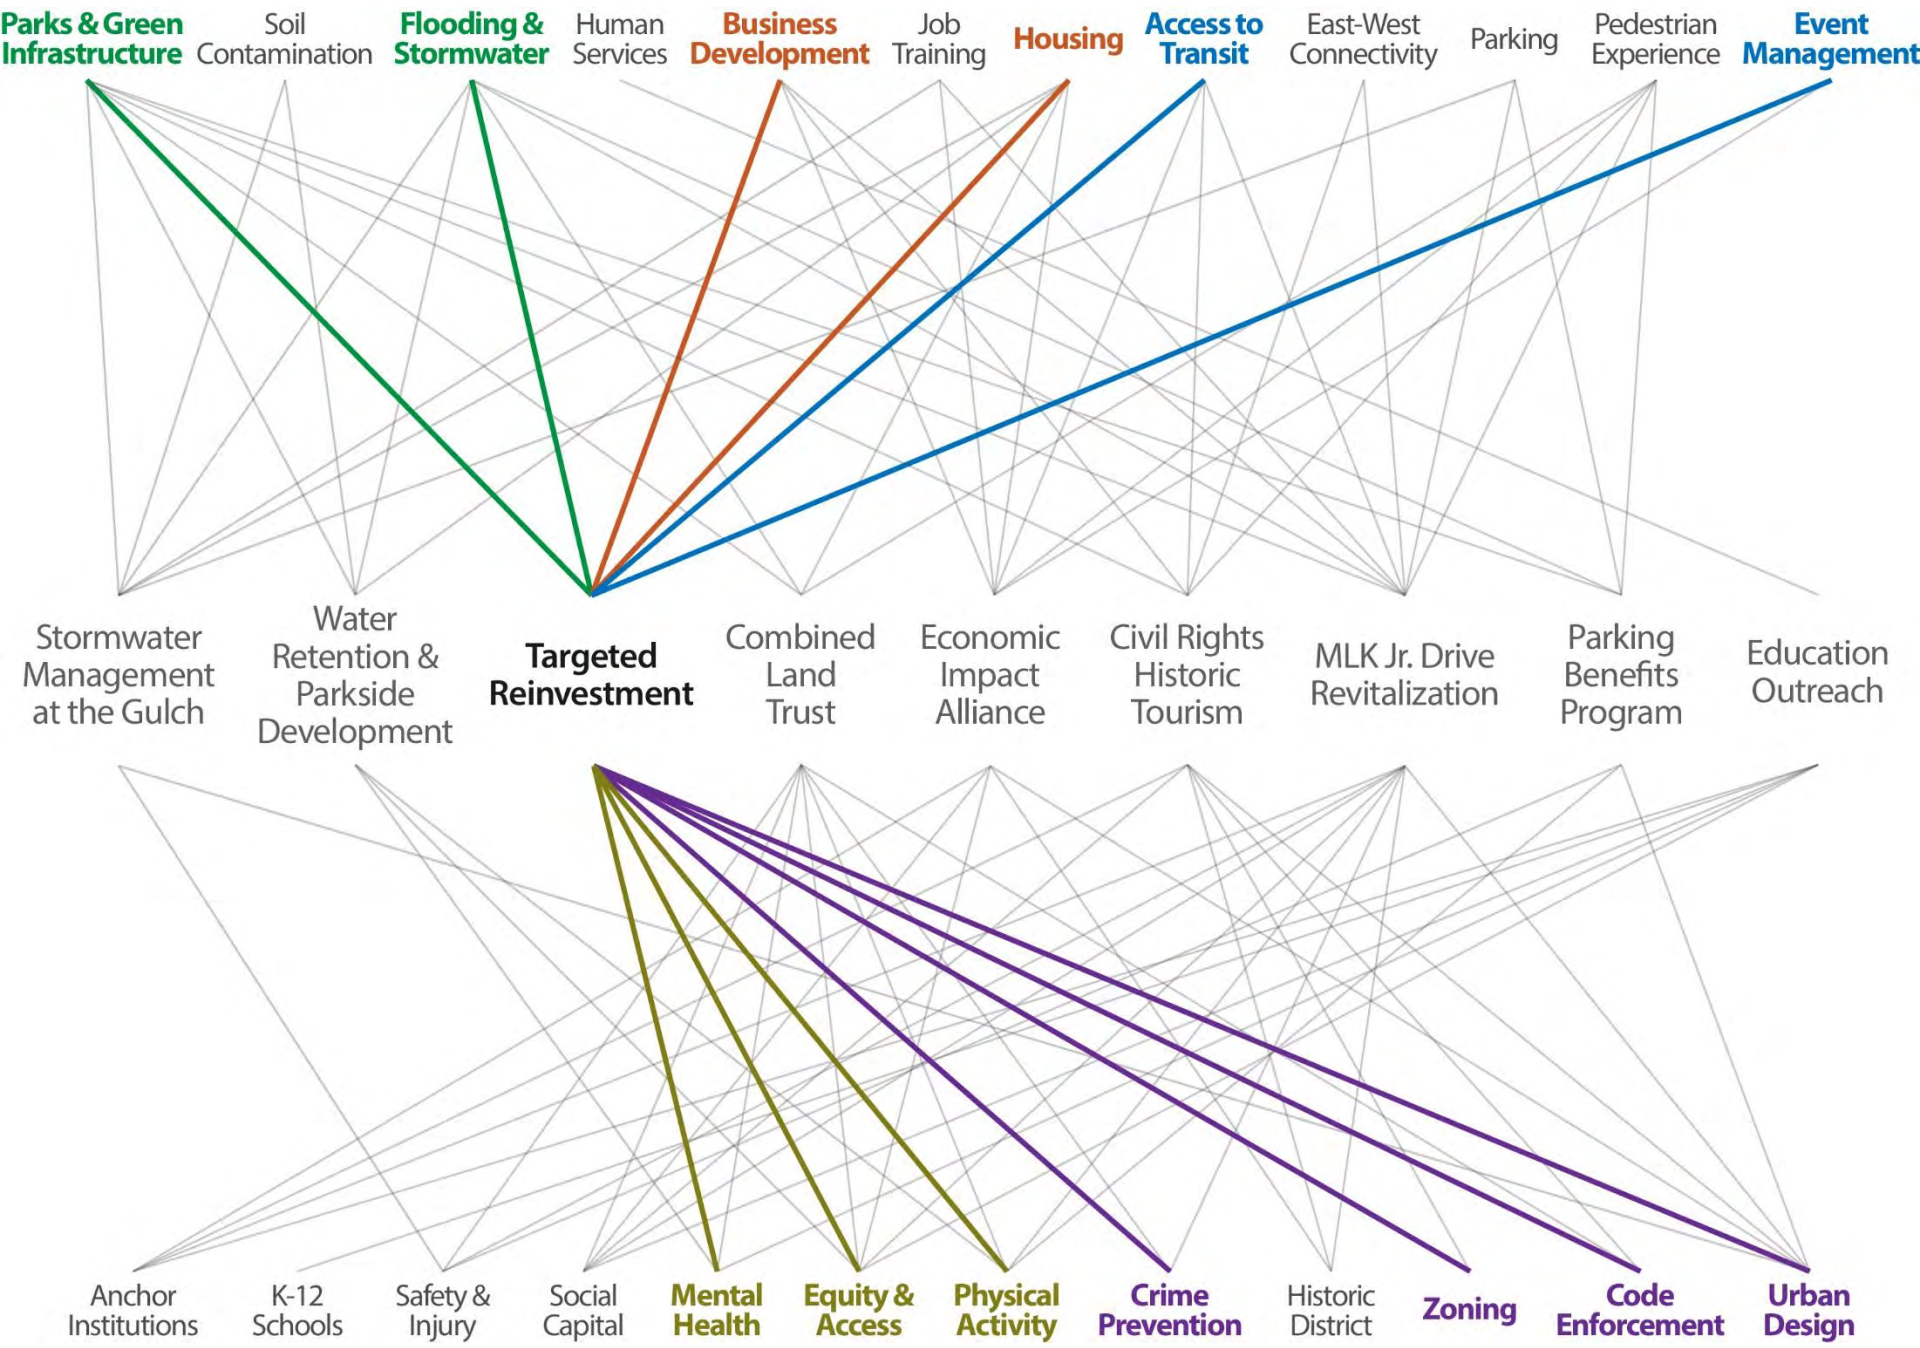 Parks & Green
Infrastructure
Soil
Contamination
Flooding &
Stormwater
Human
Services
Business
Development
Job
Training
Housing
Access to
Transit
East-West
Connectivity
Parking
Pedestrian
Experience
Event
Management
Stormwater
Management
at the Gulch
Water
Retention &
Parkside
Development
Targeted
Reinvestment
Combined
Land
Trust
Economic
Impact
Alliance
Civil Rights
Historic
Tourism
MLK Jr. Drive
Revitalization
Parking
Benefits
Program
Education
Outreach
Anchor
Institutions
K-12
Schools
Safety &
Injury
Social
Capital
Mental
Health
Equity &
Access
Physical
Activity
Crime
Prevention
Historic
District
Zoning
Code
Enforcement
Urban
Design